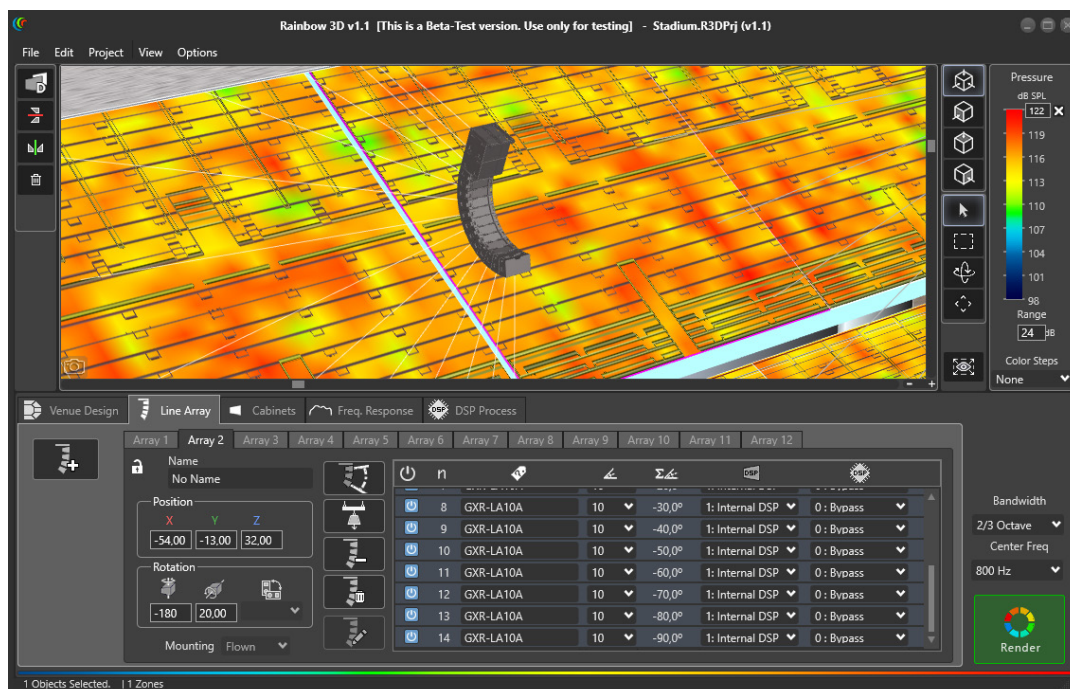 Rainbow 3D v1.1 [This is a Beta-Test version. Use only for testing] - Stadium.R3DPrj (v1.1)
File Edit Project View Options
Pressure
dB SPL
122
119
116
113
110
107
104
101
98
Range
24 dB
Color Steps
None
Venue Design Line Array Cabinets Freq. Response DSP DSP Process
Array 1 Array 2 Array 3 Array 4 Array 5 Array 6 Array 7 Array 8 Array 9 Array 10 Array 11 Array 12
Name
No Name
Position
X Y Z
-54,00 -13,00 32,00
Rotation
-180 20,00
Mounting Flown
n Σ DSP DSP
8 GXR-LA10A 10 -30,0º 1: Internal DSP 0 : Bypass
9 GXR-LA10A 10 -40,0º 1: Internal DSP 0 : Bypass
10 GXR-LA10A 10 -50,0º 1: Internal DSP 0 : Bypass
11 GXR-LA10A 10 -60,0º 1: Internal DSP 0 : Bypass
12 GXR-LA10A 10 -70,0º 1: Internal DSP 0 : Bypass
13 GXR-LA10A 10 -80,0º 1: Internal DSP 0 : Bypass
14 GXR-LA10A 10 -90,0º 1: Internal DSP 0 : Bypass
Bandwidth
2/3 Octave
Center Freq
800 Hz
Render
1 Objects Selected. | 1 Zones